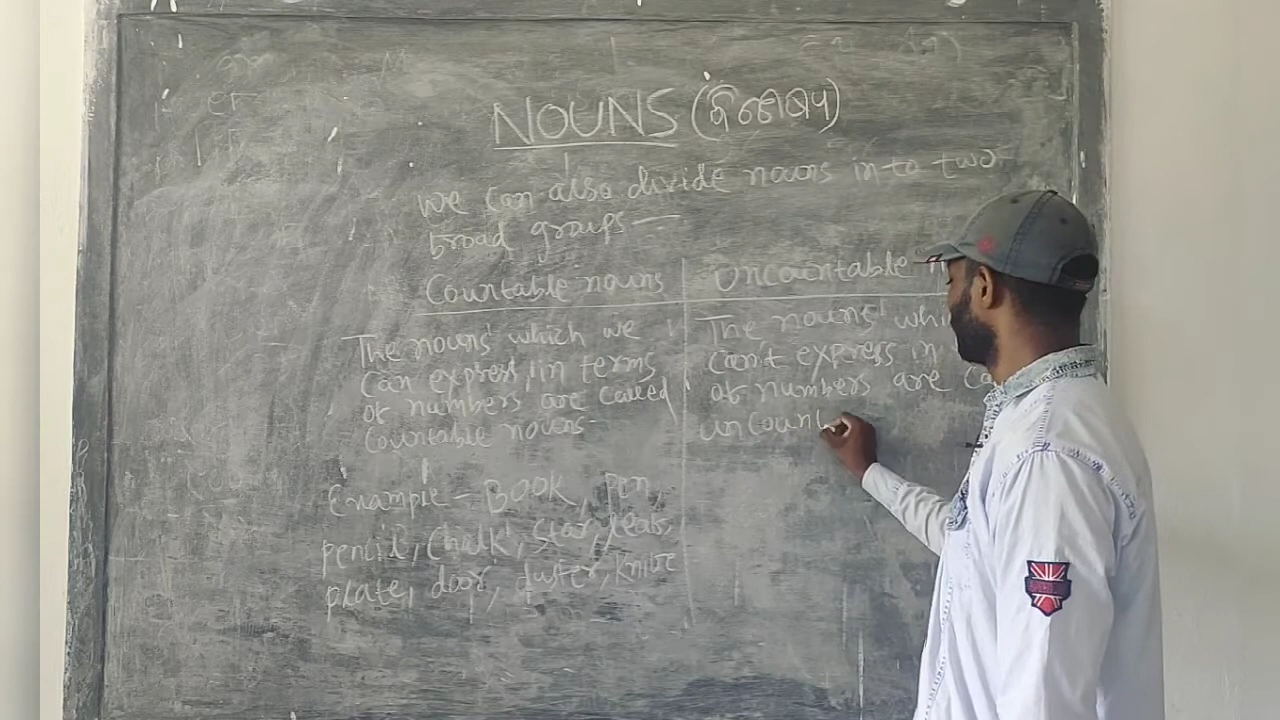 NOUNS (ବିଶେଷ୍ୟ)
we can also divide nouns in to two
broad groups —
Countable nouns
The nouns which we
can express in terms
of numbers are called
Countable nouns
Example - BOOK, pen,
pencil, chalk, star, leaf,
plate, door, duster, Knife
Uncountable
The nouns
can't express in
of numbers are
uncount